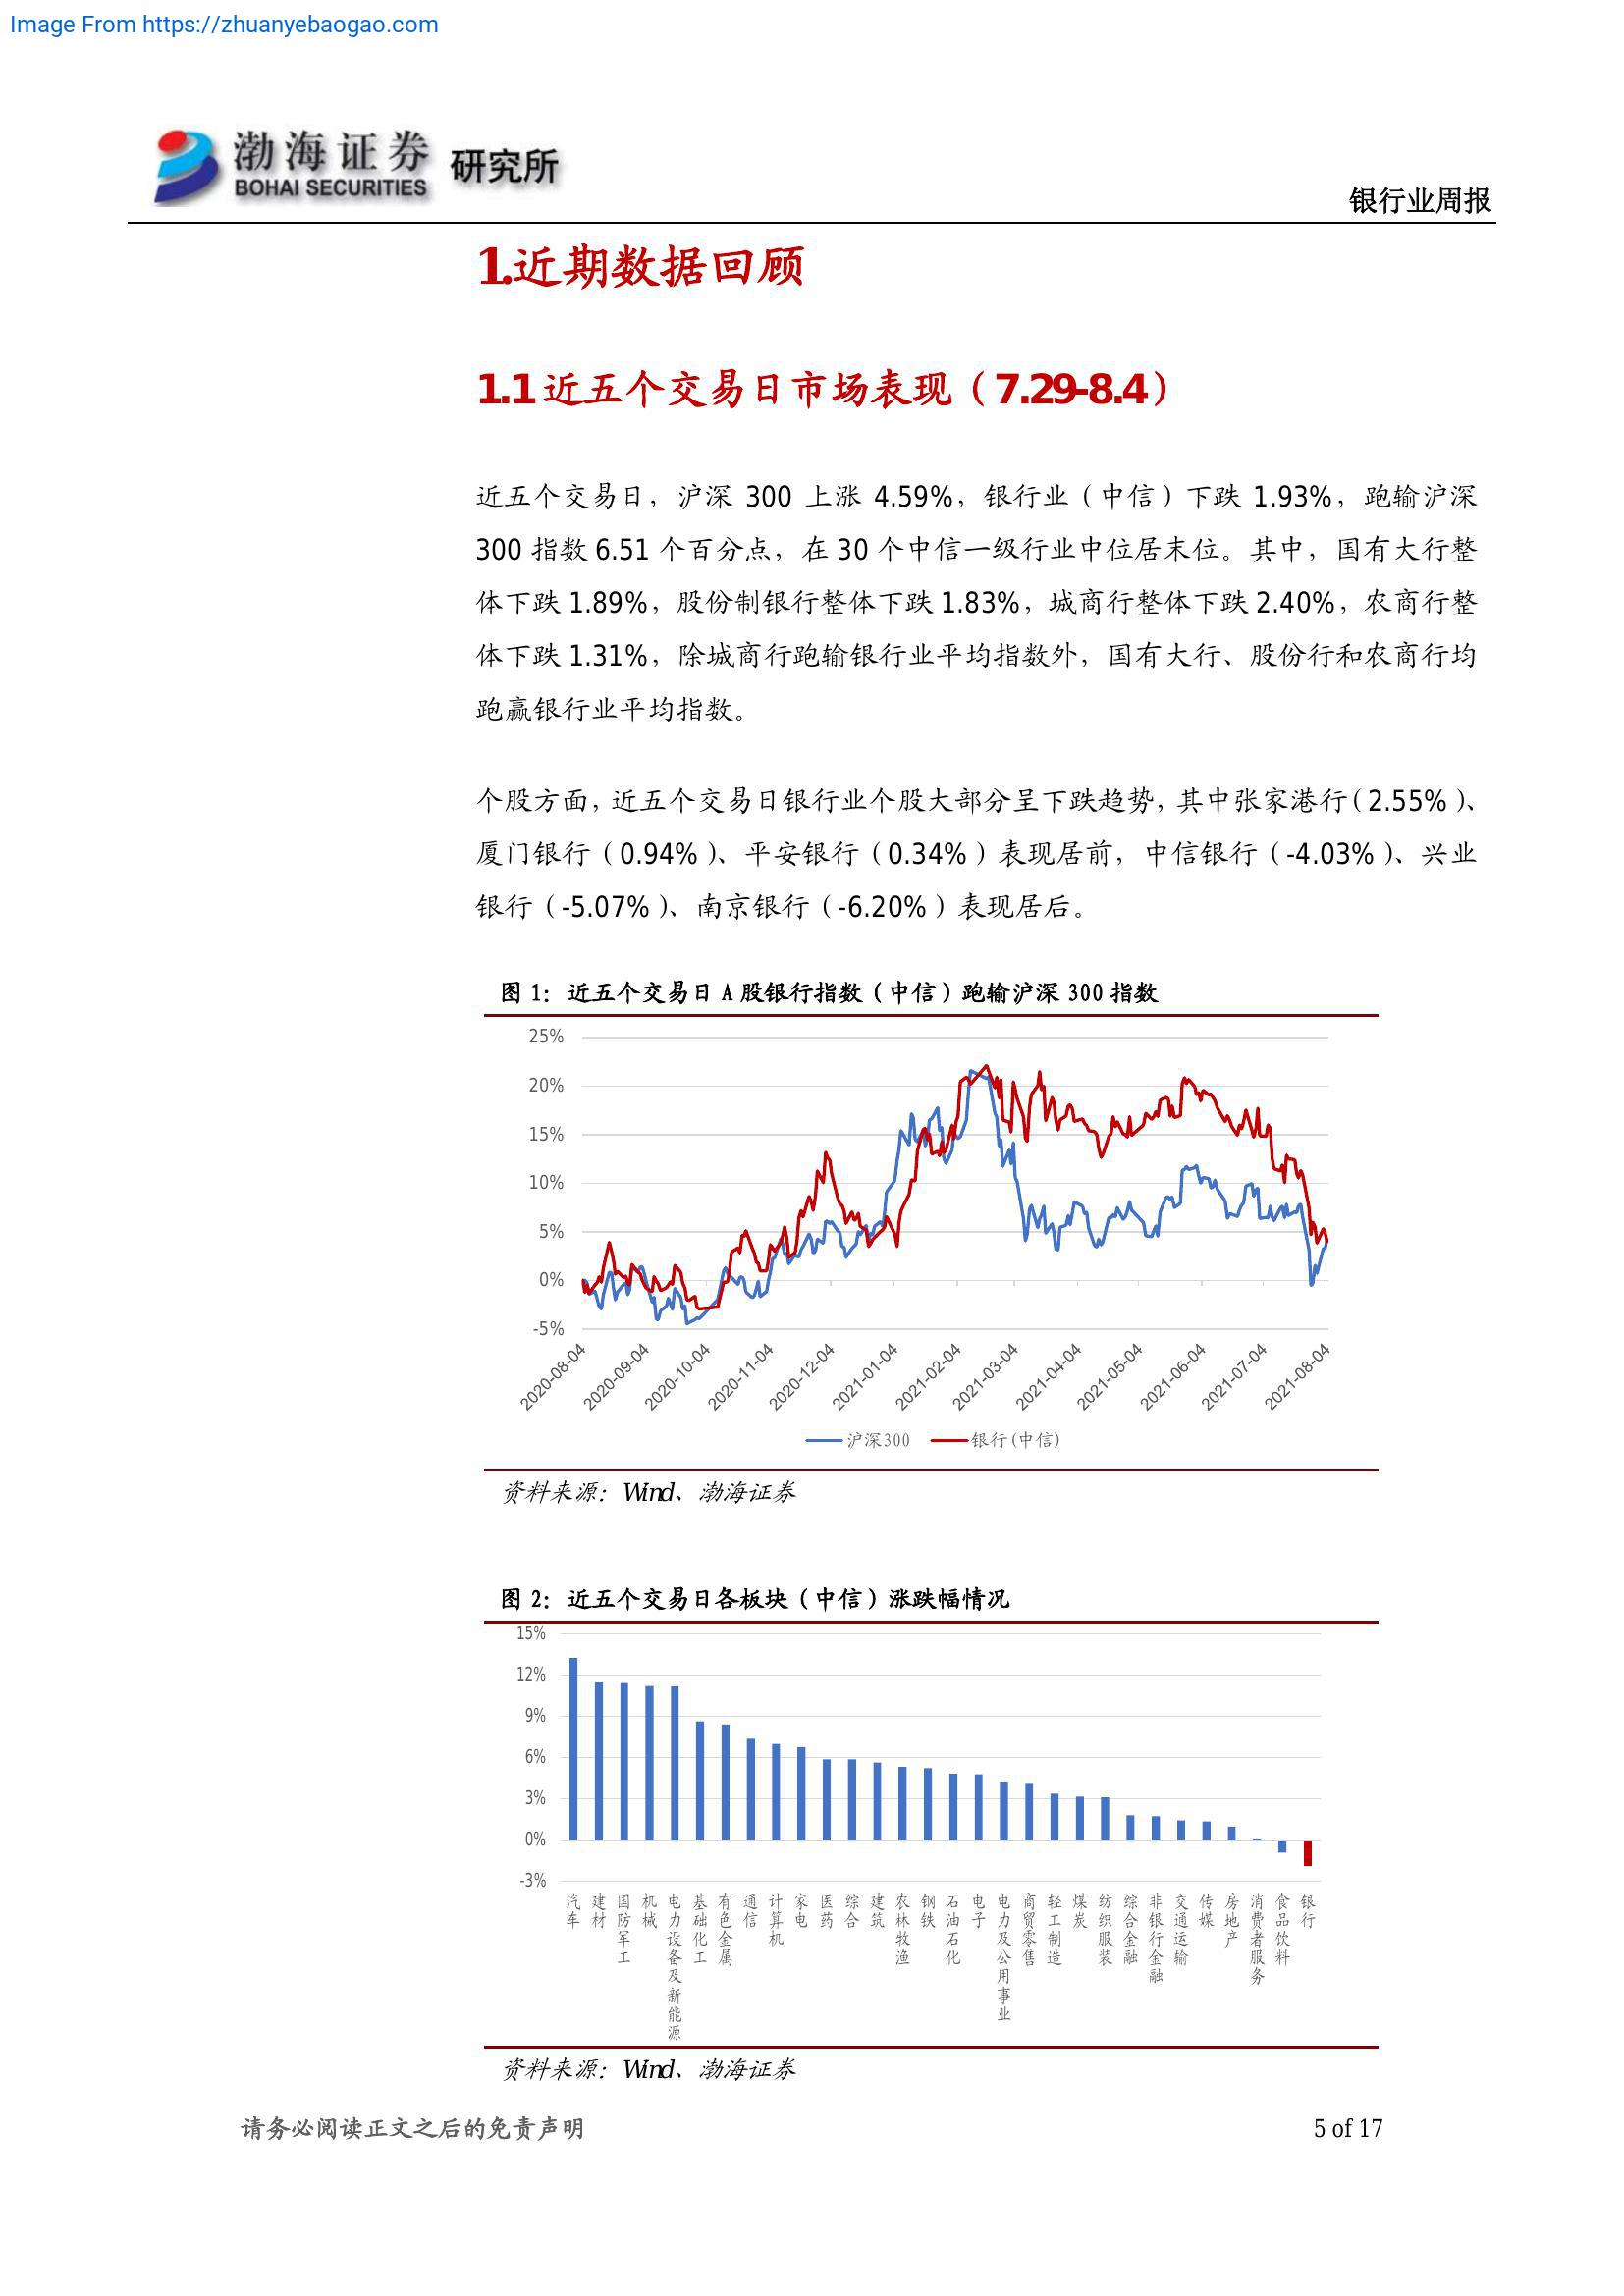 Image From https://zhuanyebaogao.com
渤海证券 研究所
BOHAI SECURITIES
银行业周报
1.近期数据回顾
1.1 近五个交易日市场表现（7.29-8.4）
近五个交易日，沪深 300 上涨 4.59%，银行业（中信）下跌 1.93%，跑输沪深
300 指数 6.51 个百分点，在 30 个中信一级行业中位居末位。其中，国有大行整
体下跌 1.89%，股份制银行整体下跌 1.83%，城商行整体下跌 2.40%，农商行整
体下跌 1.31%，除城商行跑输银行业平均指数外，国有大行、股份行和农商行均
跑赢银行业平均指数。
个股方面，近五个交易日银行业个股大部分呈下跌趋势，其中张家港行（2.55%）、
厦门银行（0.94%）、平安银行（0.34%）表现居前，中信银行（-4.03%）、兴业
银行（-5.07%）、南京银行（-6.20%）表现居后。
图 1：近五个交易日 A 股银行指数（中信）跑输沪深 300 指数
25%
20%
15%
10%
5%
0%
-5%
2020-08-04
2020-09-04
2020-10-04
2020-11-04
2020-12-04
2021-01-04
2021-02-04
2021-03-04
2021-04-04
2021-05-04
2021-06-04
2021-07-04
2021-08-04
沪深300 银行(中信)
资料来源：Wind、渤海证券
图 2：近五个交易日各板块（中信）涨跌幅情况
15%
12%
9%
6%
3%
0%
-3%
汽车
建材
国防军工
机械
电力设备及新能源
基础化工
有色金属
通信
计算机
家电
医药
综合
建筑
农林牧渔
钢铁
石油石化
电子
电力及公用事业
商贸零售
轻工制造
煤炭
纺织服装
综合金融
非银行金融
交通运输
传媒
房地产
消费者服务
食品饮料
银行
资料来源：Wind、渤海证券
请务必阅读正文之后的免责声明
5 of 17